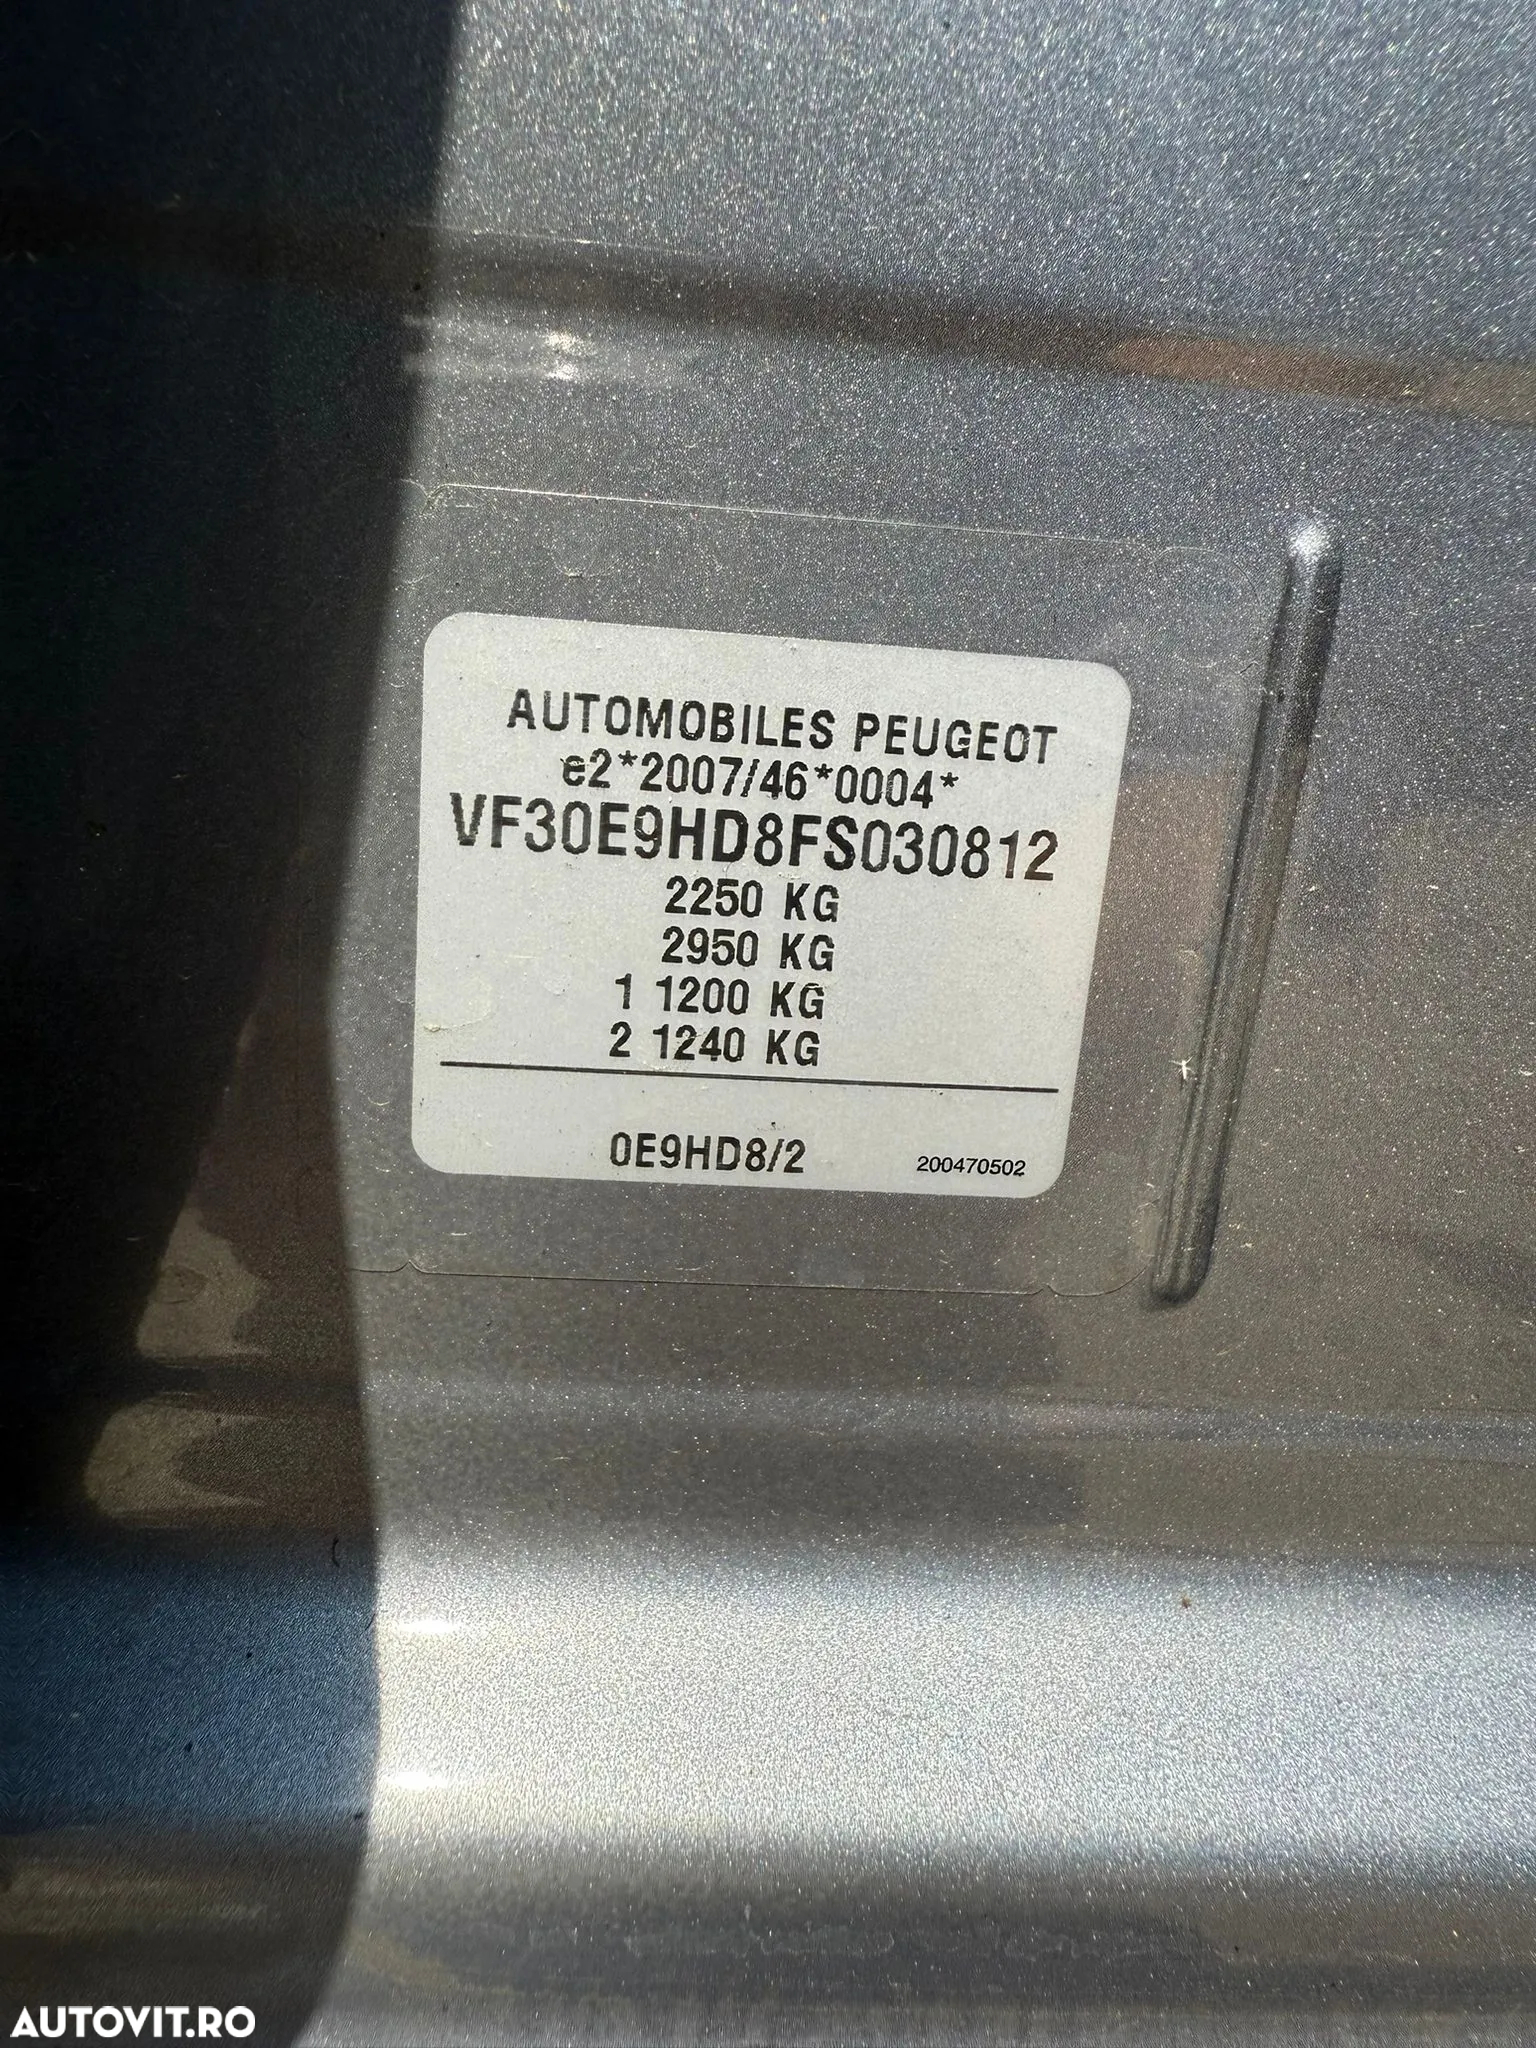 AUTOMOBILES PEUGEOT
e2*2007/46*0004*
VF30E9HD8FS030812
2250 KG
2950 KG
1 1200 KG
2 1240 KG
0E9HD8/2 200470502
AUTOVIT.RO